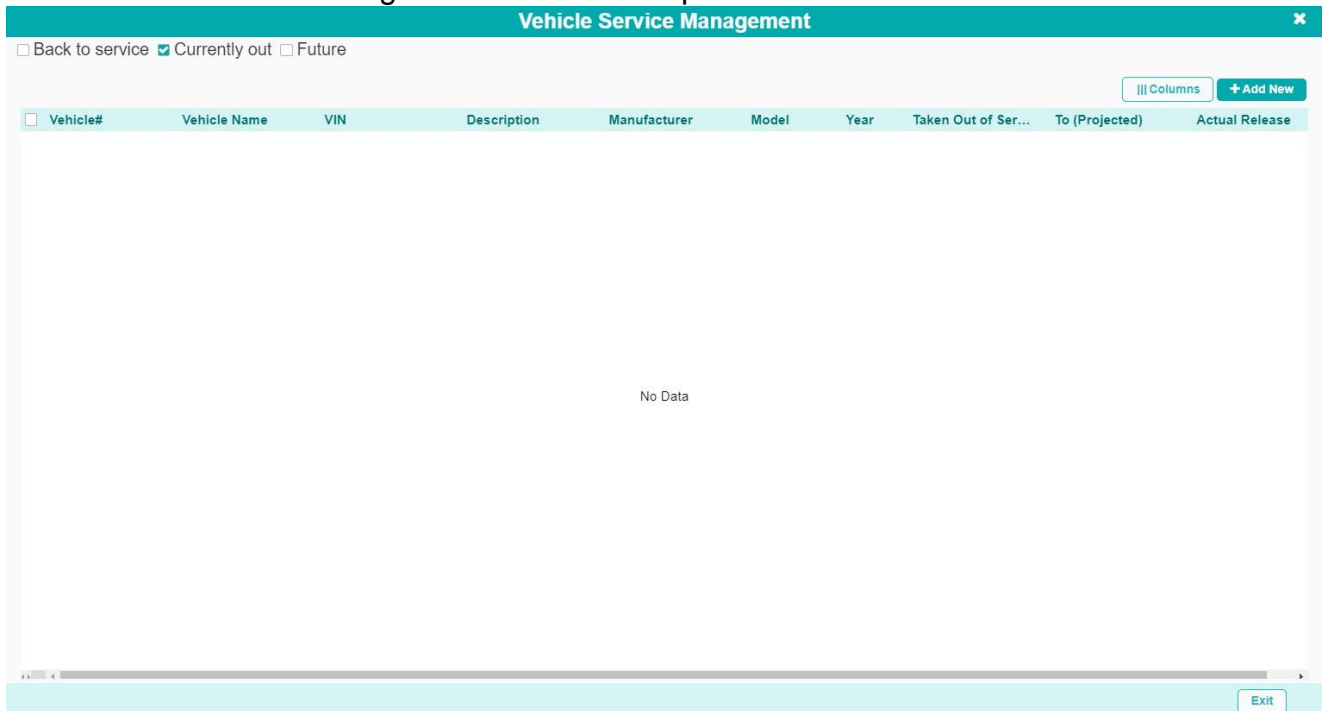 Vehicle Service Management
Back to service Currently out Future
Columns + Add New
Vehicle# Vehicle Name VIN Description Manufacturer Model Year Taken Out of Ser... To (Projected) Actual Release
No Data
Exit